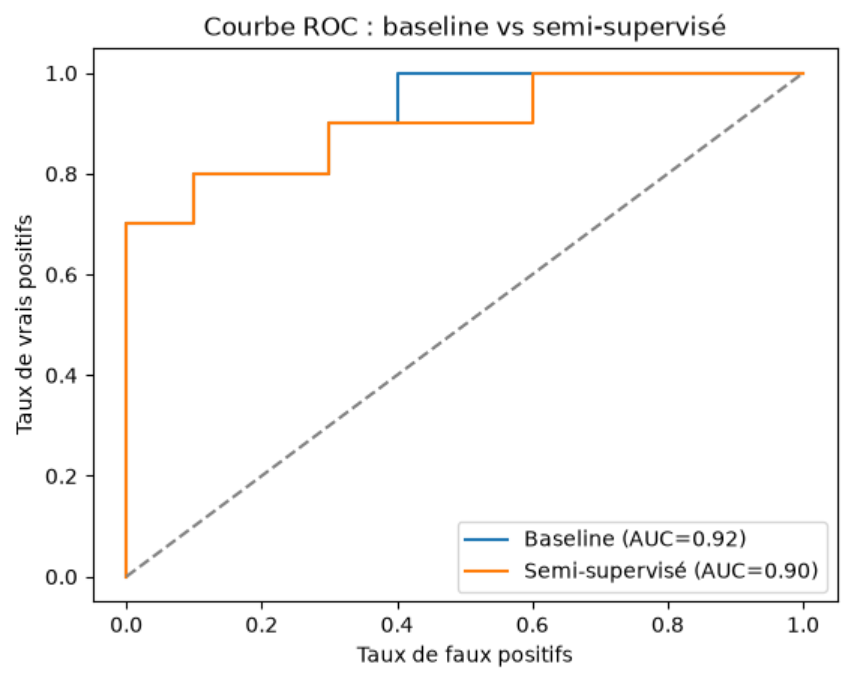 Courbe ROC : baseline vs semi-supervisé
Taux de vrais positifs
1.0
0.8
0.6
0.4
0.2
0.0
0.0 0.2 0.4 0.6 0.8 1.0
Taux de faux positifs
Baseline (AUC=0.92)
Semi-supervisé (AUC=0.90)